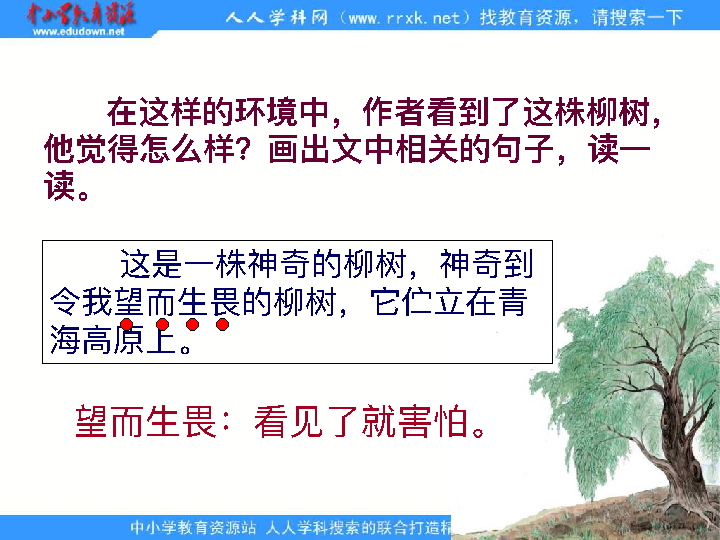 中小学教育资源
www.edudown.net
人人学科网（www.rrxk.net）找教育资源，请搜索一下
在这样的环境中，作者看到了这株柳树，
他觉得怎么样？画出文中相关的句子，读一
读。
这是一株神奇的柳树，神奇到
令我望而生畏的柳树，它伫立在青
海高原上。
望而生畏：看见了就害怕。
中小学教育资源站 人人学科搜索的联合打造